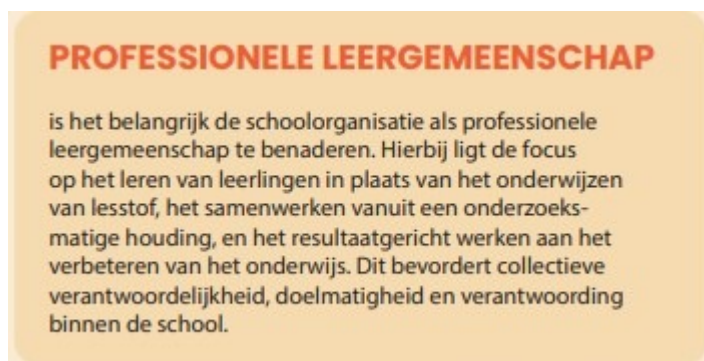 PROFESSIONELE LEERGEMEENSCHAP
is het belangrijk de schoolorganisatie als professionele
leergemeenschap te benaderen. Hierbij ligt de focus
op het leren van leerlingen in plaats van het onderwijzen
van lesstof, het samenwerken vanuit een onderzoeks-
matige houding, en het resultaatgericht werken aan het
verbeteren van het onderwijs. Dit bevordert collectieve
verantwoordelijkheid, doelmatigheid en verantwoording
binnen de school.